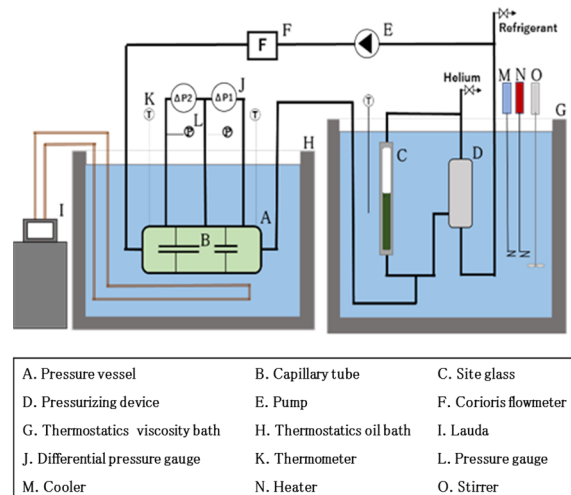 Refrigerant
F
F
E
Helium
M N O
K
ΔP2
ΔP1
J
G
T
L
T
T
P
P
H
C
D
A
I
B
N N
A. Pressure vessel
B. Capillary tube
C. Site glass
D. Pressurizing device
E. Pump
F. Corioris flowmeter
G. Thermostatics viscosity bath
H. Thermostatics oil bath
I. Lauda
J. Differential pressure gauge
K. Thermometer
L. Pressure gauge
M. Cooler
N. Heater
O. Stirrer